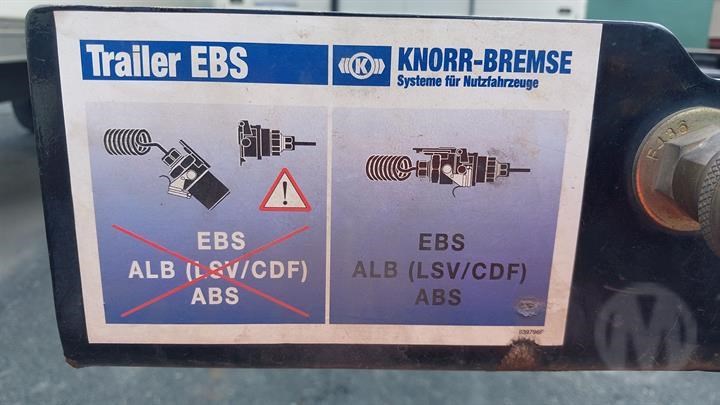 Trailer EBS
KNORR-BREMSE
Systeme für Nutzfahrzeuge
EBS
ALB (LSV/CDF)
ABS
EBS
ALB (LSV/CDF)
ABS